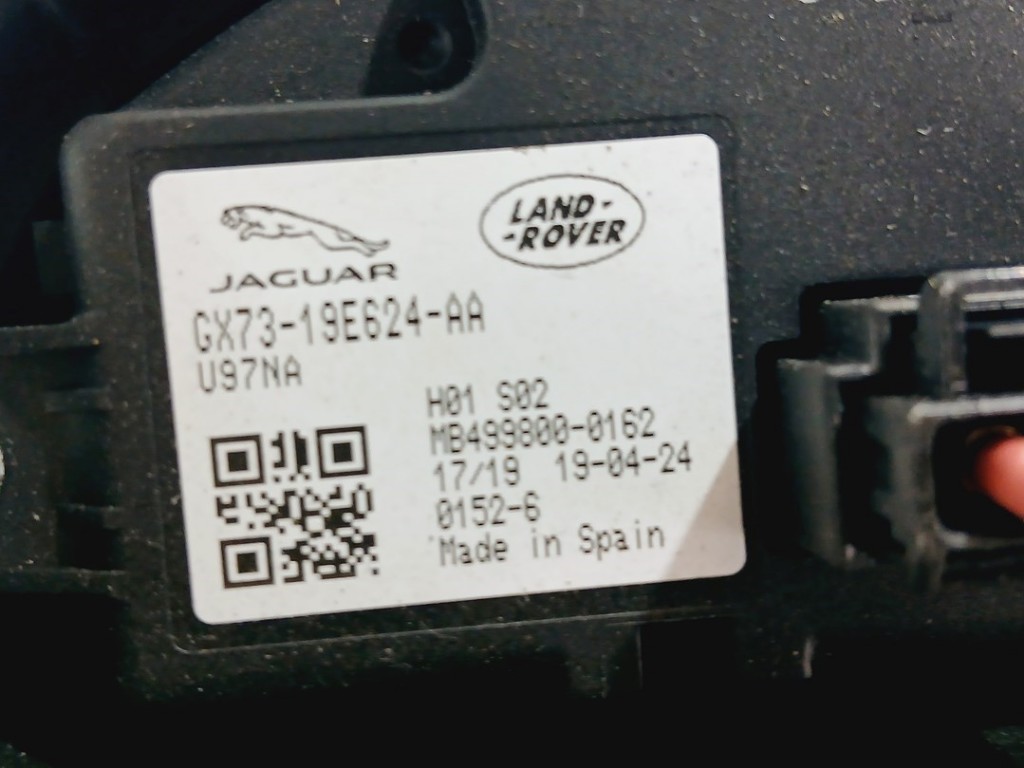 JAGUAR
LAND-
-ROVER
GX73-19E624-AA
U97NA
H01 S02
MB499800-0162
17/19 19-04-24
0152-6
Made in Spain